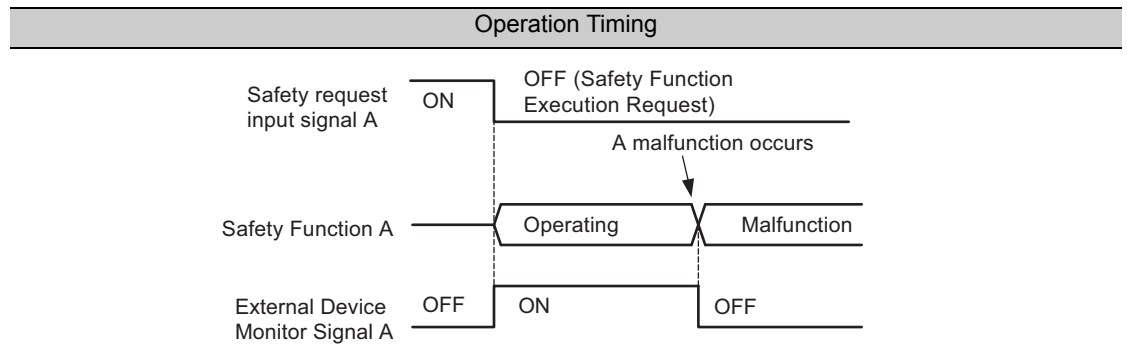 Operation Timing
Safety request
input signal A
ON
OFF (Safety Function
Execution Request)
A malfunction occurs
Safety Function A
Operating
Malfunction
External Device
Monitor Signal A
OFF
ON
OFF